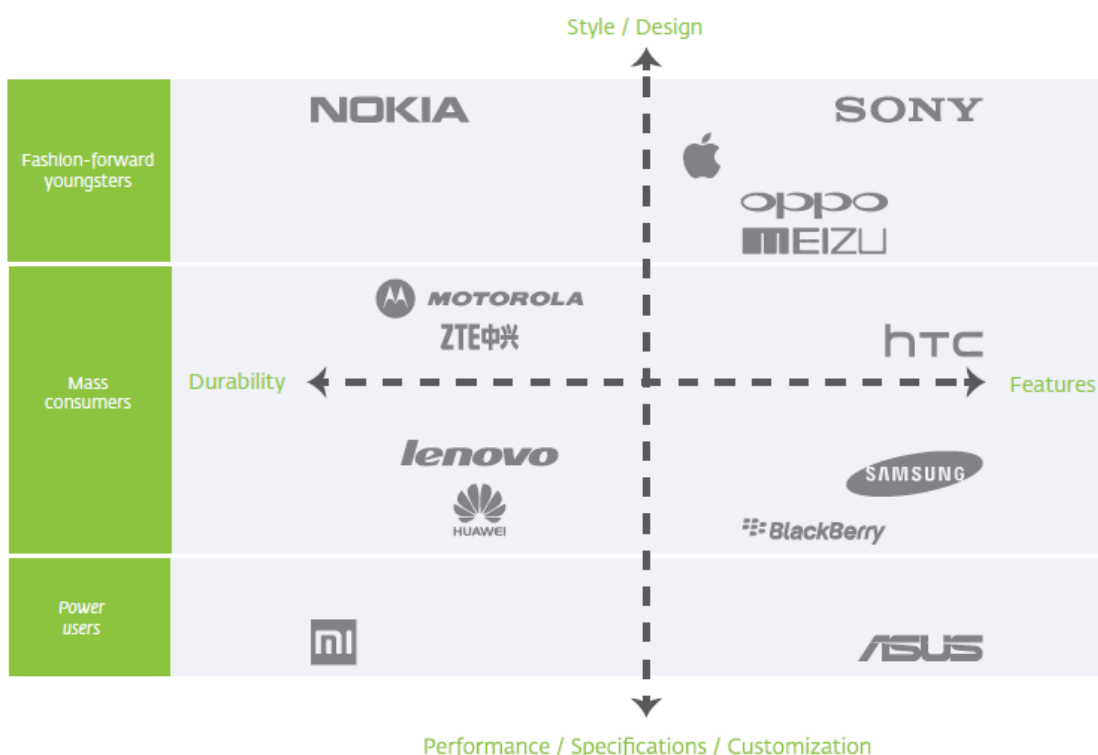 Style / Design
Fashion-forward
youngsters
NOKIA
SONY
oppo
MEIZU
Mass
consumers
MOTOROLA
ZTE中兴
hTC
Durability
Features
lenovo
SAMSUNG
HUAWEI
BlackBerry
Power
users
mi
ASUS
Performance / Specifications / Customization